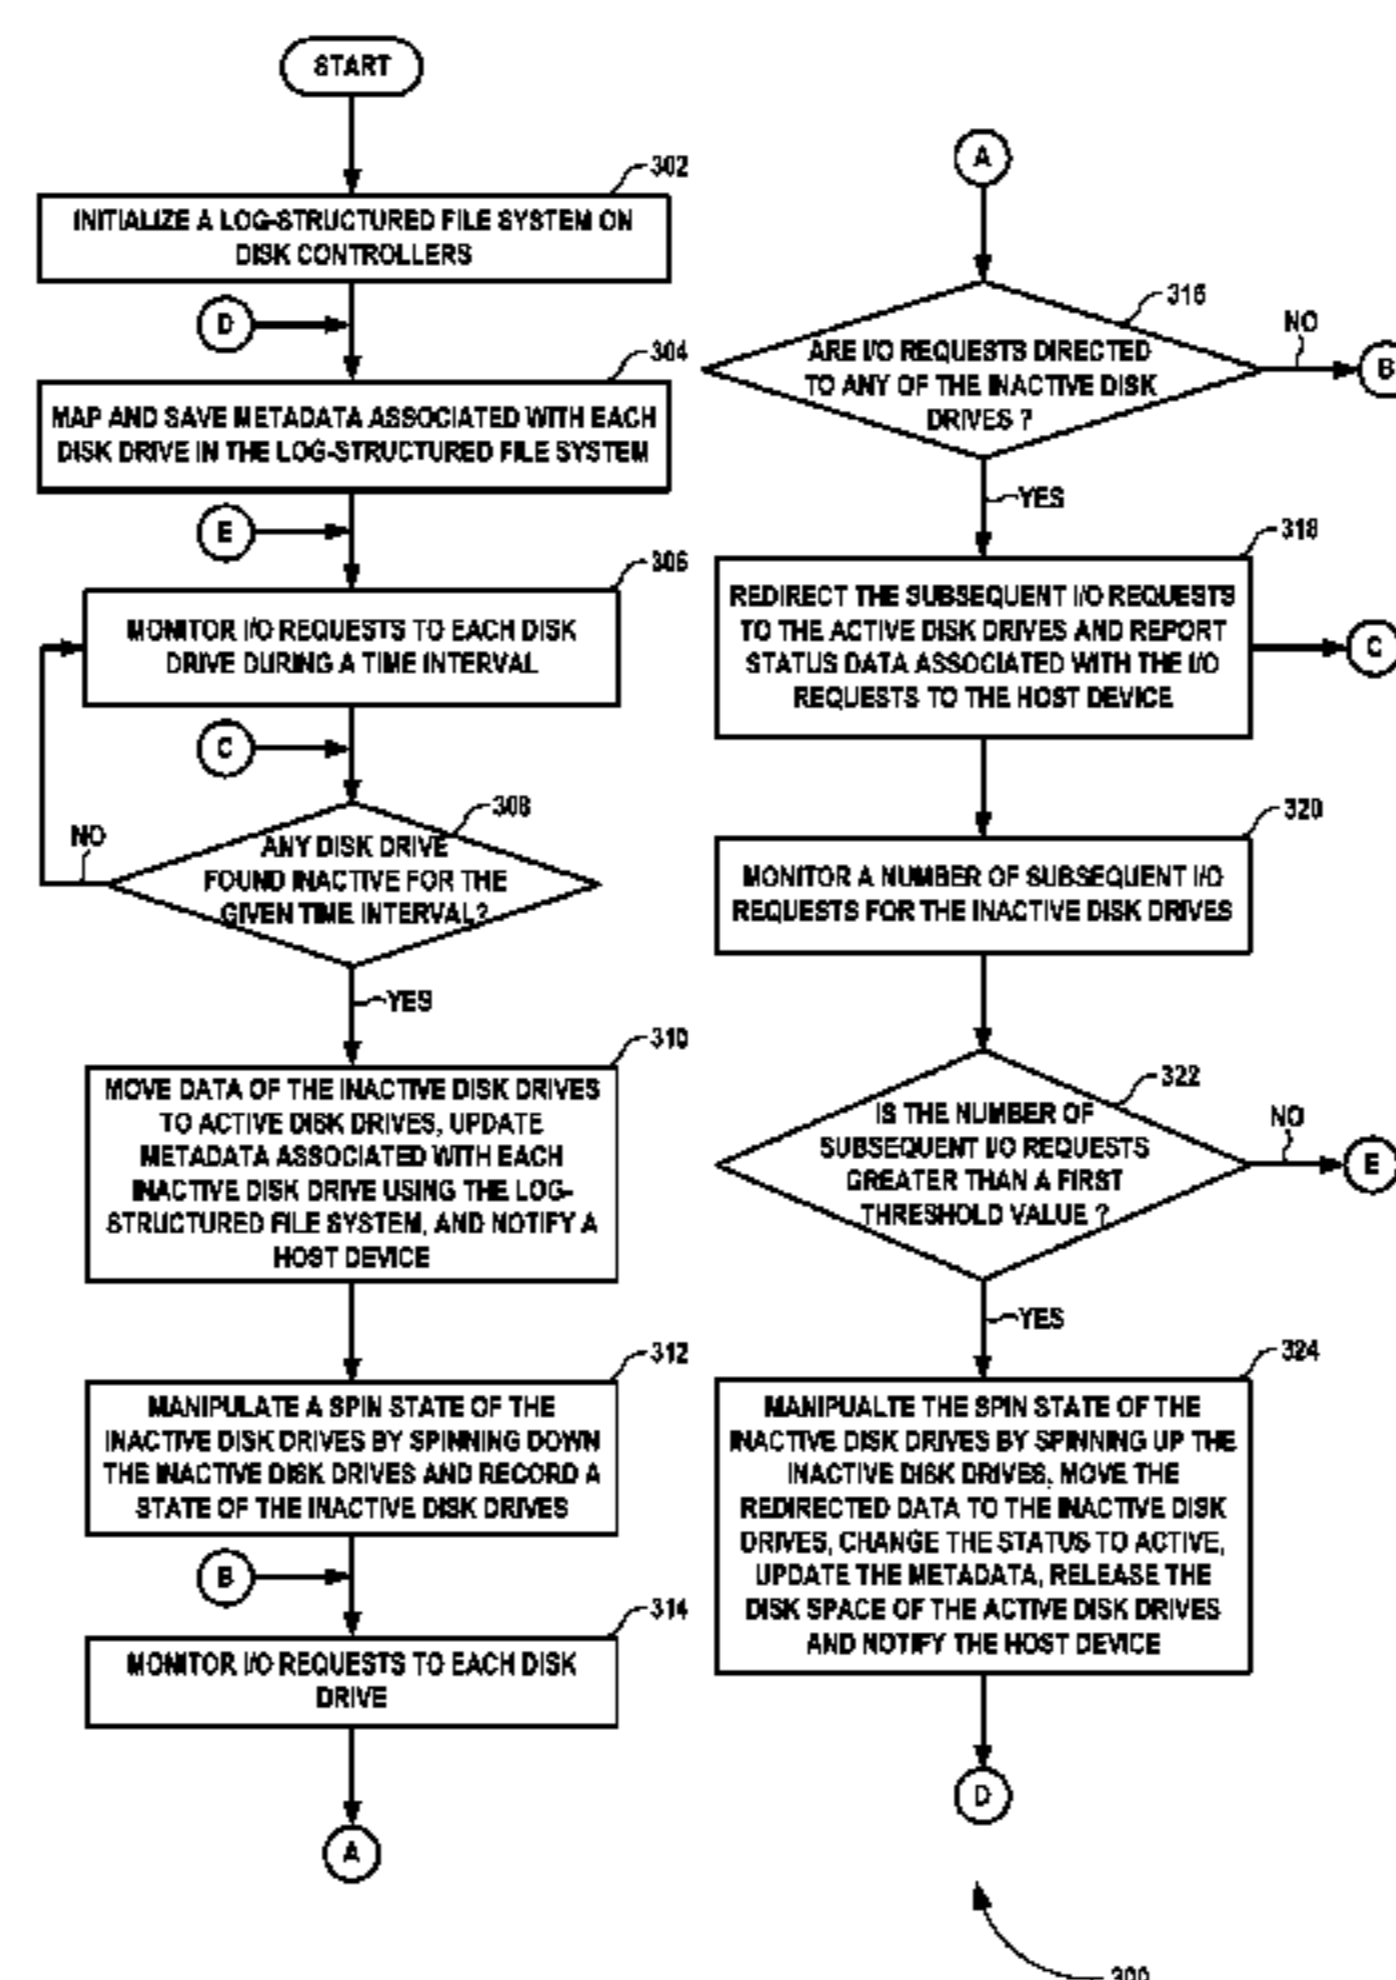 START
302
INITIALIZE A LOG-STRUCTURED FILE SYSTEM ON
DISK CONTROLLERS
D
304
MAP AND SAVE METADATA ASSOCIATED WITH EACH
DISK DRIVE IN THE LOG-STRUCTURED FILE SYSTEM
E
306
MONITOR I/O REQUESTS TO EACH DISK
DRIVE DURING A TIME INTERVAL
C
308
NO
ANY DISK DRIVE
FOUND INACTIVE FOR THE
GIVEN TIME INTERVAL?
YES
310
MOVE DATA OF THE INACTIVE DISK DRIVES
TO ACTIVE DISK DRIVES, UPDATE
METADATA ASSOCIATED WITH EACH
INACTIVE DISK DRIVE USING THE LOG-
STRUCTURED FILE SYSTEM, AND NOTIFY A
HOST DEVICE
312
MANIPULATE A SPIN STATE OF THE
INACTIVE DISK DRIVES BY SPINNING DOWN
THE INACTIVE DISK DRIVES AND RECORD A
STATE OF THE INACTIVE DISK DRIVES
B
314
MONITOR I/O REQUESTS TO EACH DISK
DRIVE
A
A
316
ARE I/O REQUESTS DIRECTED
TO ANY OF THE INACTIVE DISK
DRIVES ?
NO
B
YES
318
REDIRECT THE SUBSEQUENT I/O REQUESTS
TO THE ACTIVE DISK DRIVES AND REPORT
STATUS DATA ASSOCIATED WITH THE I/O
REQUESTS TO THE HOST DEVICE
C
320
MONITOR A NUMBER OF SUBSEQUENT I/O
REQUESTS FOR THE INACTIVE DISK DRIVES
322
IS THE NUMBER OF
SUBSEQUENT I/O REQUESTS
GREATER THAN A FIRST
THRESHOLD VALUE ?
NO
E
YES
324
MANIPUALTE THE SPIN STATE OF THE
INACTIVE DISK DRIVES BY SPINNING UP THE
INACTIVE DISK DRIVES, MOVE THE
REDIRECTED DATA TO THE INACTIVE DISK
DRIVES, CHANGE THE STATUS TO ACTIVE,
UPDATE THE METADATA, RELEASE THE
DISK SPACE OF THE ACTIVE DISK DRIVES
AND NOTIFY THE HOST DEVICE
D
300